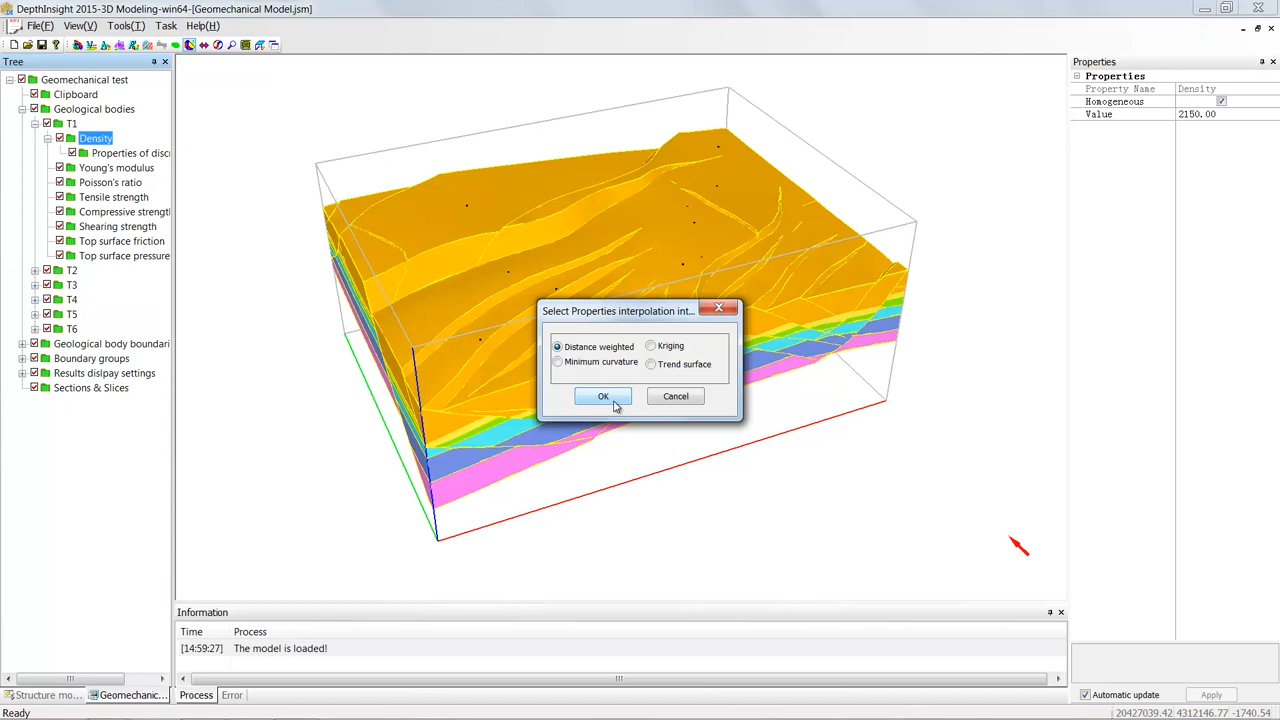 DepthInsight 2015-3D Modeling-win64-[Geomechanical Model.jsm]
File(F) View(V) Tools(T) Task Help(H)
Tree
Geomechanical test
Clipboard
Geological bodies
T1
Density
Properties of disc
Young's modulus
Poisson's ratio
Tensile strength
Compressive strengt
Shearing strength
Top surface friction
Top surface pressure
T2
T3
T4
T5
T6
Geological body boundari
Boundary groups
Results dislpay settings
Sections & Slices
Structure mo...
Geomechanic...
Select Properties interpolation int...
Distance weighted
Kriging
Minimum curvature
Trend surface
OK
Cancel
Information
Time Process
[14:59:27] The model is loaded!
Process
Error
Properties
Properties
Property Name Density
Homogeneous
Value 2150.00
Automatic update
Apply
Ready
20427039.42 4312146.77 -1740.54